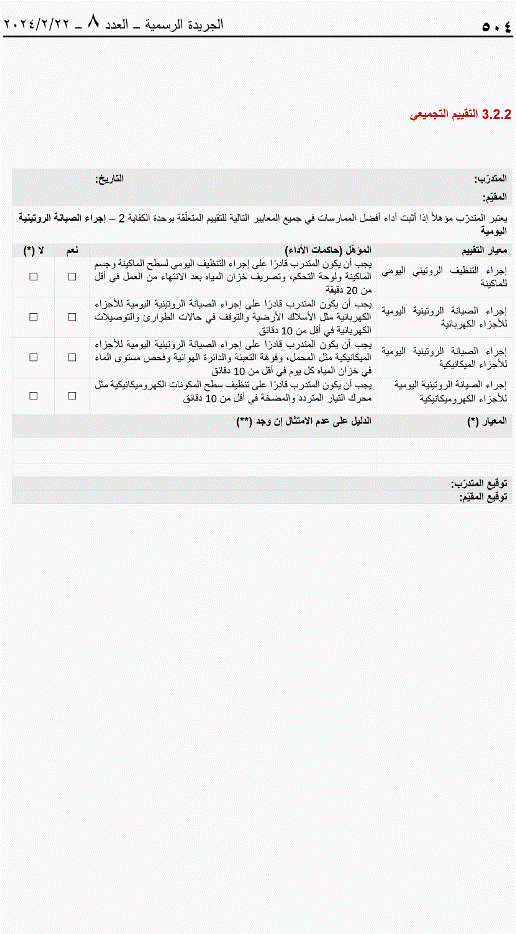 ٥٠٤ الجريدة الرسمية – العدد ٨ – ٢٠٢٤/٢/٢٢
3.2.2 التقييم التجميعي
المتدرّب: التاريخ:
المقيّم:
يعتبر المتدرّب مؤهلاً إذا أثبت أداء أفضل الممارسات في جميع المعايير التالية للتقييم المتعلّقة بوحدة الكفاية 2 – إجراء الصيانة الروتينية
اليومية
معيار التقييم المؤهّل (حاكمات الأداء) نعم لا (*)
إجراء التنظيف الروتيني اليومي
للماكينة
يجب أن يكون المتدرب قادرًا على إجراء التنظيف اليومي لسطح الماكينة وجسم
الماكينة ولوحة التحكم، وتصريف خزان المياه بعد الانتهاء من العمل في أقل
من 20 دقيقة
☐ ☐
إجراء الصيانة الروتينية اليومية
للأجزاء الكهربائية
يجب أن يكون المتدرب قادرًا على إجراء الصيانة الروتينية اليومية للأجزاء
الكهربائية مثل الأسلاك الأرضية والتوقف في حالات الطوارئ والتوصيلات
الكهربائية في أقل من 10 دقائق
☐ ☐
إجراء الصيانة الروتينية اليومية
للأجزاء الميكانيكية
يجب أن يكون المتدرب قادرًا على إجراء الصيانة الروتينية اليومية للأجزاء
الميكانيكية مثل المحمل، وفوهة التعبئة والدائرة الهوائية وفحص مستوى الماء
في خزان المياه كل يوم في أقل من 10 دقائق
☐ ☐
إجراء الصيانة الروتينية اليومية
للأجزاء الكهروميكانيكية
يجب أن يكون المتدرب قادرًا على تنظيف سطح المكونات الكهروميكانيكية مثل
محرك التيار المتردد والمضخة في أقل من 10 دقائق
☐ ☐
المعيار (*) الدليل على عدم الامتثال إن وجد (**)
توقيع المتدرّب:
توقيع المقيّم: